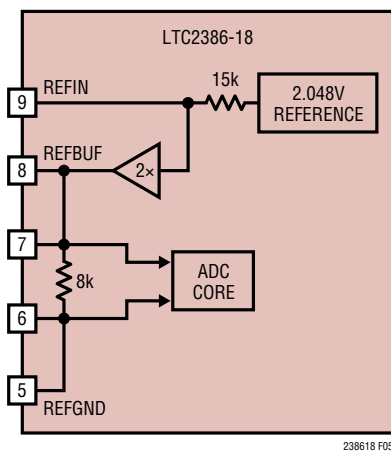 LTC2386-18
15k
2.048V
REFERENCE
9
REFIN
8
REFBUF
2×
7
8k
ADC
CORE
6
5
REFGND
238618 F05